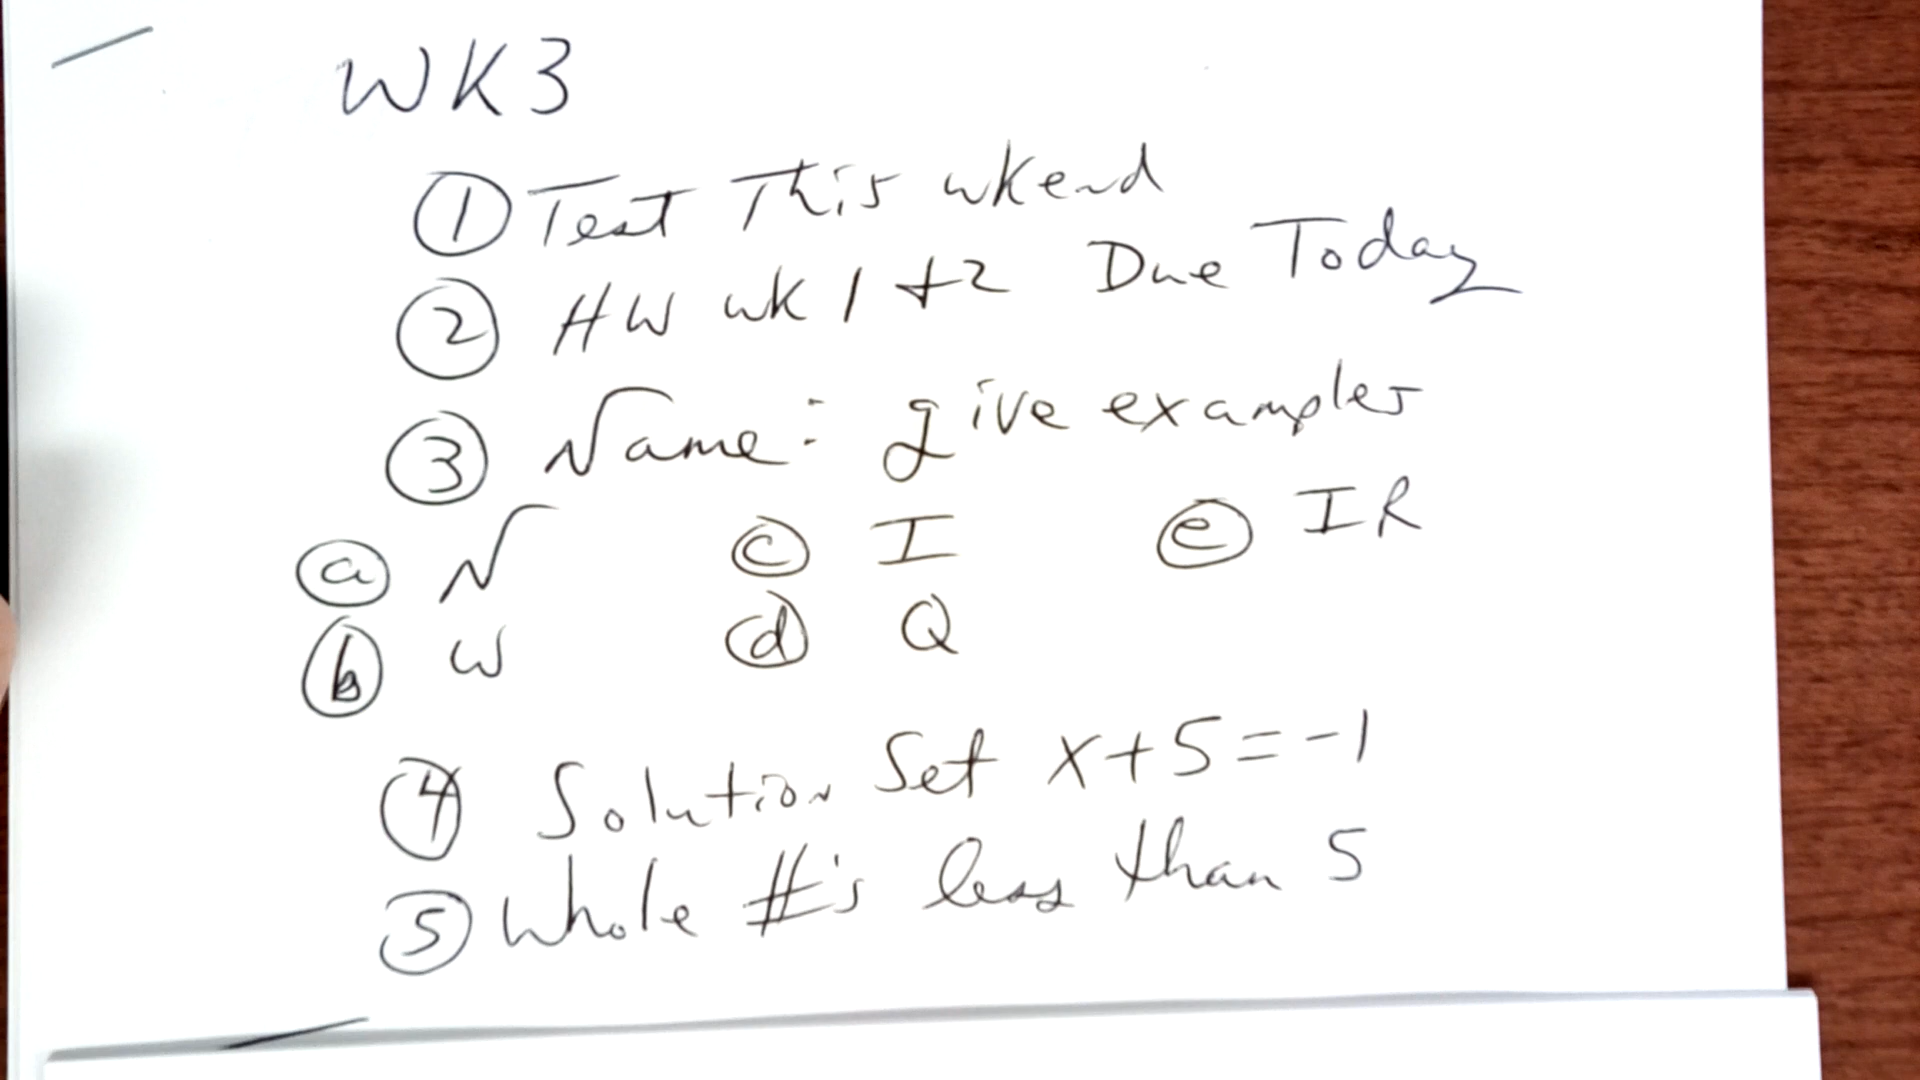 WK3
① Test This wkend
② HW wk 1 + 2 Due Today
③ Name: give examples
ⓐ N ⓒ I ⓔ IR
ⓑ W ⓓ Q
④ Solution Set x+5=-1
⑤ Whole #'s less than 5